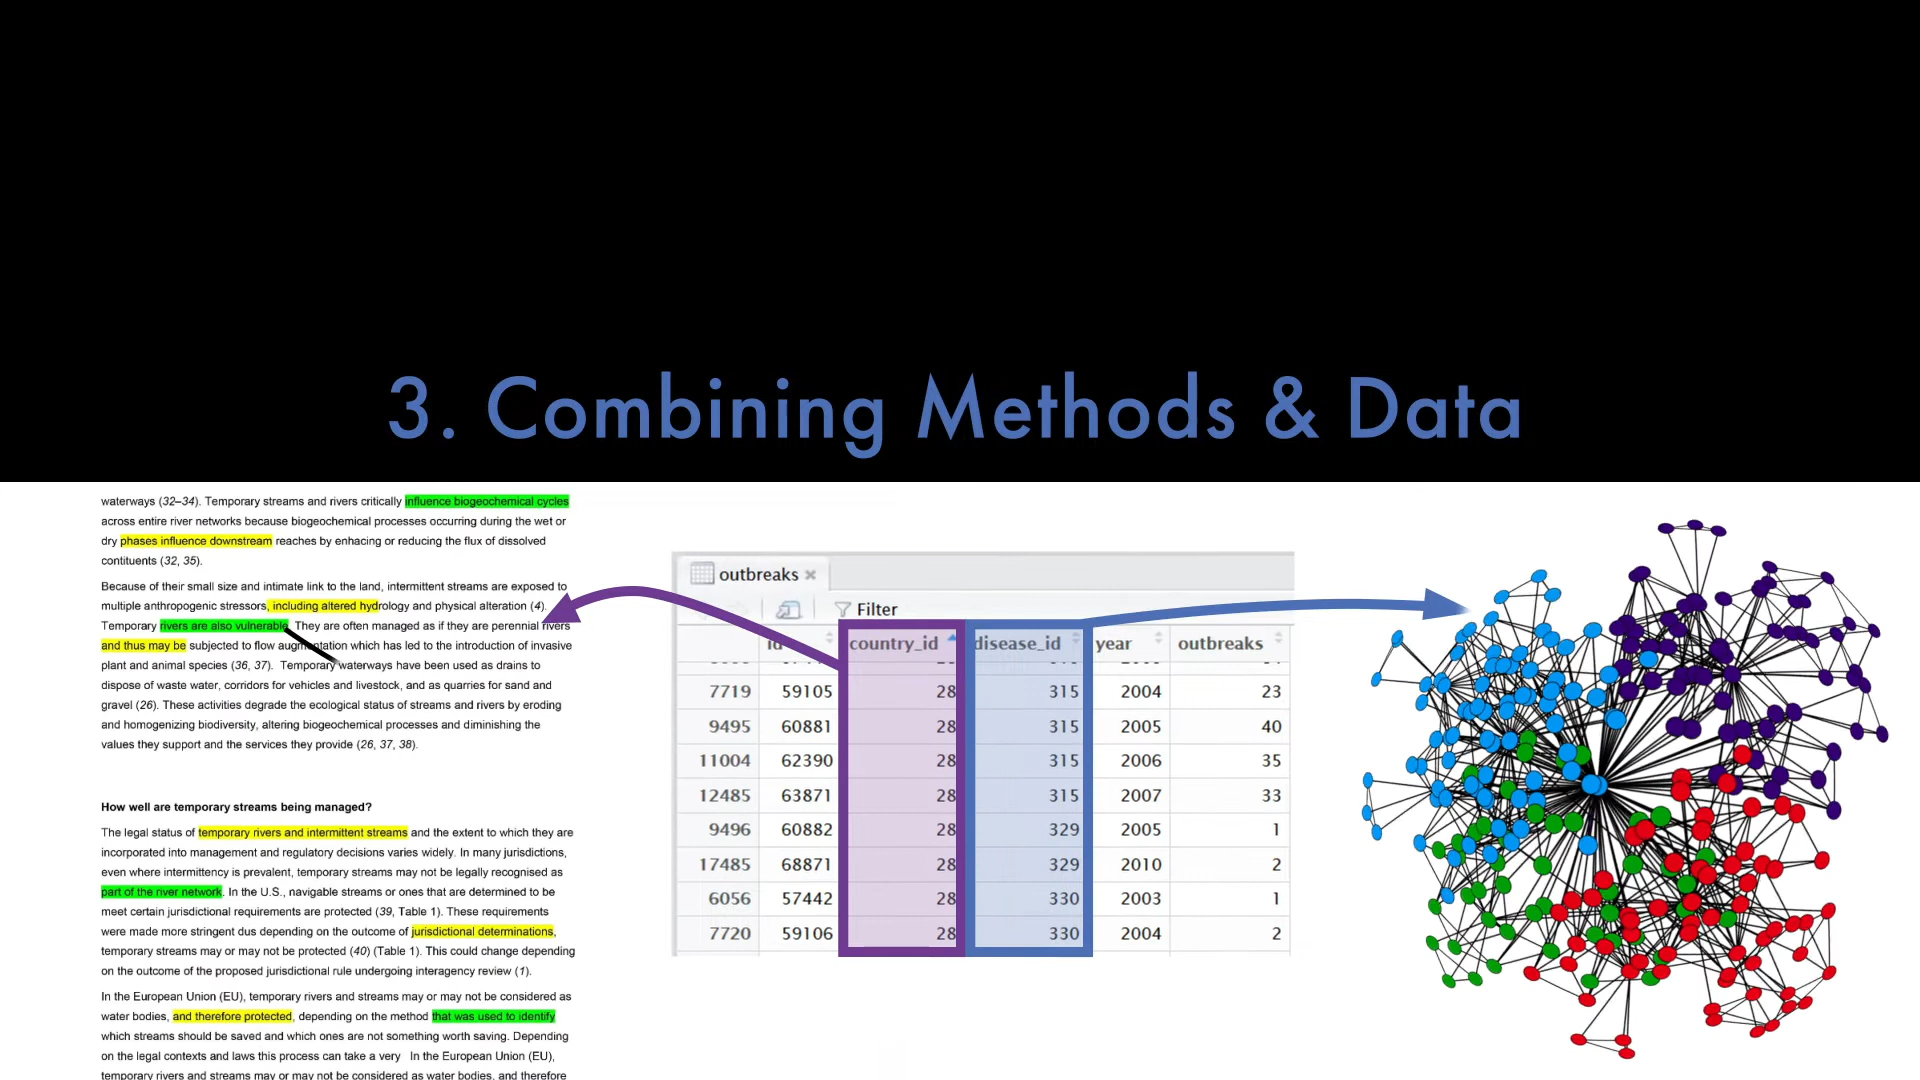 3. Combining Methods & Data
waterways (32–34). Temporary streams and rivers critically influence biogeochemical cycles
across entire river networks because biogeochemical processes occurring during the wet or
dry phases influence downstream reaches by enhacing or reducing the flux of dissolved
contituents (32, 35).
Because of their small size and intimate link to the land, intermittent streams are exposed to
multiple anthropogenic stressors, including altered hydrology and physical alteration (4).
Temporary rivers are also vulnerable. They are often managed as if they are perennial rivers
and thus may be subjected to flow augmentation which has led to the introduction of invasive
plant and animal species (36, 37). Temporary waterways have been used as drains to
dispose of waste water, corridors for vehicles and livestock, and as quarries for sand and
gravel (26). These activities degrade the ecological status of streams and rivers by eroding
and homogenizing biodiversity, altering biogeochemical processes and diminishing the
values they support and the services they provide (26, 37, 38).
How well are temporary streams being managed?
The legal status of temporary rivers and intermittent streams and the extent to which they are
incorporated into management and regulatory decisions varies widely. In many jurisdictions,
even where intermittency is prevalent, temporary streams may not be legally recognised as
part of the river network. In the U.S., navigable streams or ones that are determined to be
meet certain jurisdictional requirements are protected (39, Table 1). These requirements
were made more stringent dus depending on the outcome of jurisdictional determinations,
temporary streams may or may not be protected (40) (Table 1). This could change depending
on the outcome of the proposed jurisdictional rule undergoing interagency review (1).
In the European Union (EU), temporary rivers and streams may or may not be considered as
water bodies, and therefore protected, depending on the method that was used to identify
which streams should be saved and which ones are not something worth saving. Depending
on the legal contexts and laws this process can take a very In the European Union (EU),
temporary rivers and streams may or may not be considered as water bodies, and therefore
outbreaks
Filter
id country_id disease_id year outbreaks
7719 59105 28 315 2004 23
9495 60881 28 315 2005 40
11004 62390 28 315 2006 35
12485 63871 28 315 2007 33
9496 60882 28 329 2005 1
17485 68871 28 329 2010 2
6056 57442 28 330 2003 1
7720 59106 28 330 2004 2